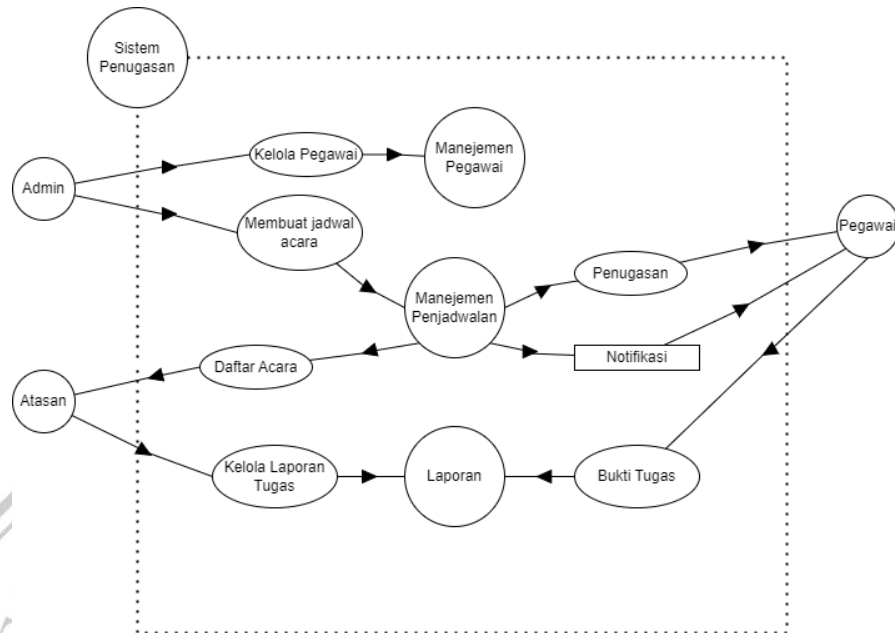 Sistem
Penugasan
Kelola Pegawai
Manejemen
Pegawai
Admin
Membuat jadwal
acara
Pegawai
Penugasan
Manejemen
Penjadwalan
Notifikasi
Daftar Acara
Atasan
Kelola Laporan
Tugas
Laporan
Bukti Tugas